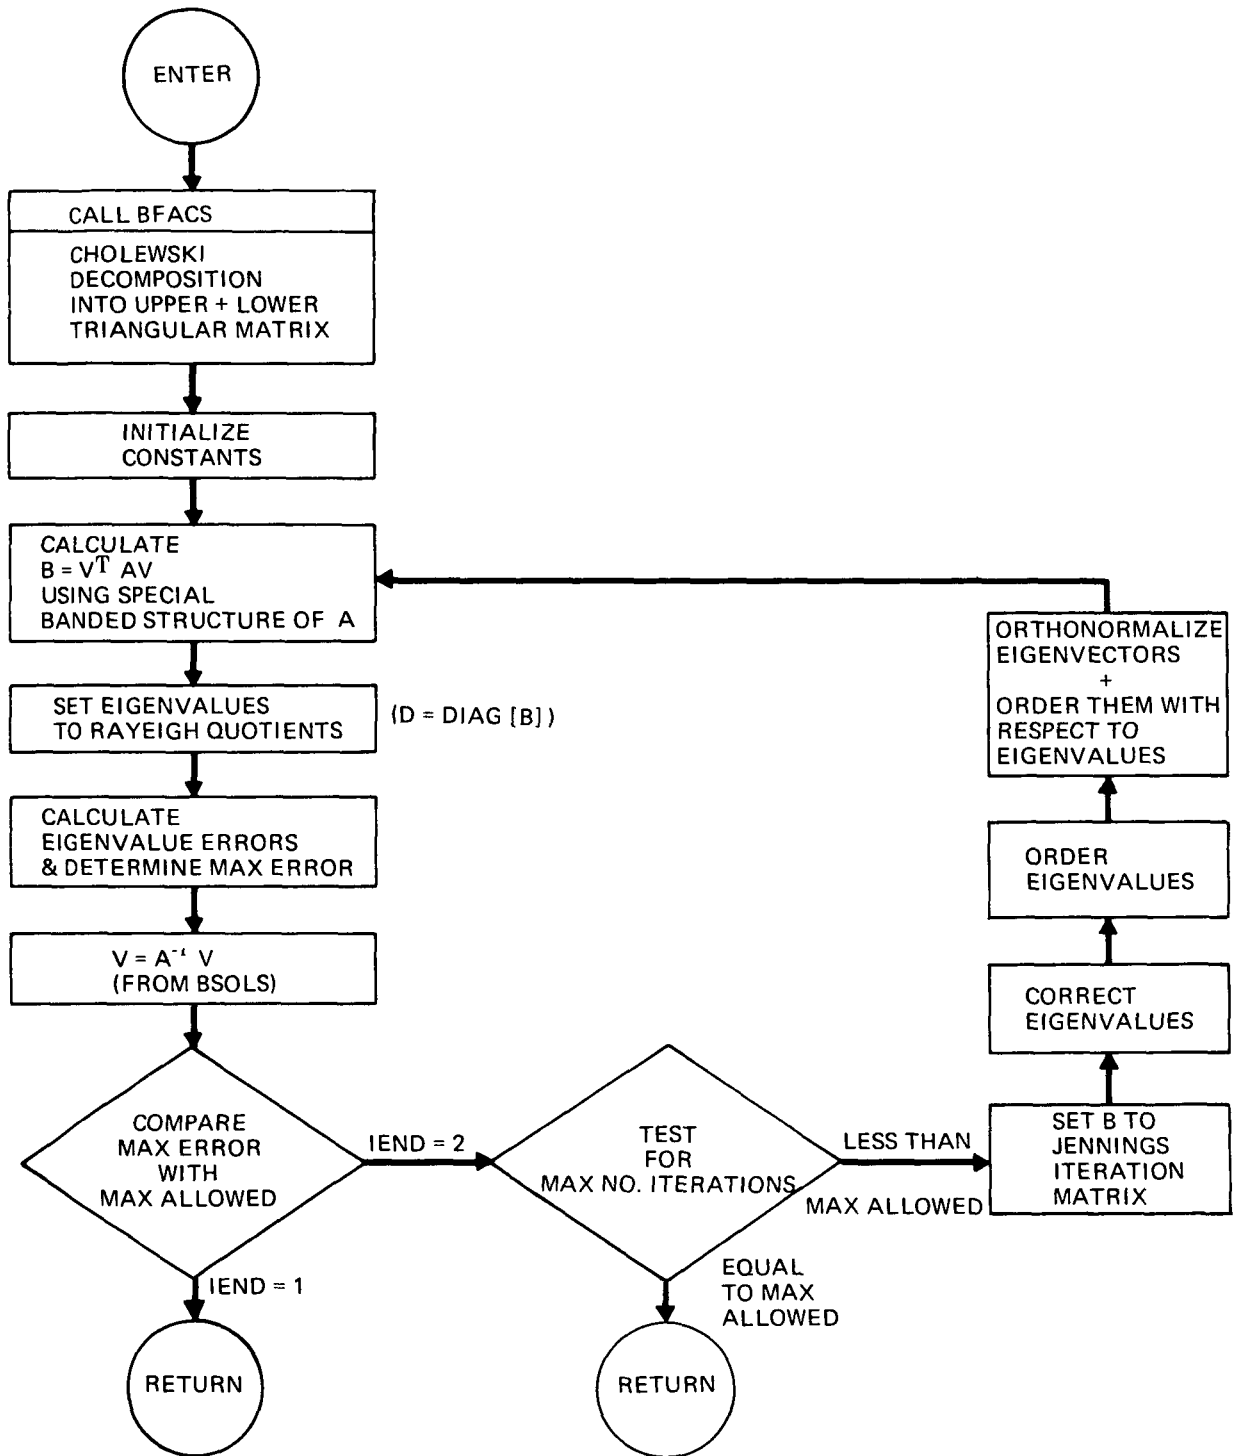 ENTER
CALL BFACS
CHOLEWSKI
DECOMPOSITION
INTO UPPER + LOWER
TRIANGULAR MATRIX
INITIALIZE
CONSTANTS
CALCULATE
B = V^T AV
USING SPECIAL
BANDED STRUCTURE OF A
SET EIGENVALUES
TO RAYEIGH QUOTIENTS
(D = DIAG [B])
CALCULATE
EIGENVALUE ERRORS
& DETERMINE MAX ERROR
V = A^-1 V
(FROM BSOLS)
COMPARE
MAX ERROR
WITH
MAX ALLOWED
IEND = 1
RETURN
IEND = 2
TEST
FOR
MAX NO. ITERATIONS
EQUAL
TO MAX
ALLOWED
RETURN
LESS THAN
MAX ALLOWED
SET B TO
JENNINGS
ITERATION
MATRIX
CORRECT
EIGENVALUES
ORDER
EIGENVALUES
ORTHONORMALIZE
EIGENVECTORS
+
ORDER THEM WITH
RESPECT TO
EIGENVALUES